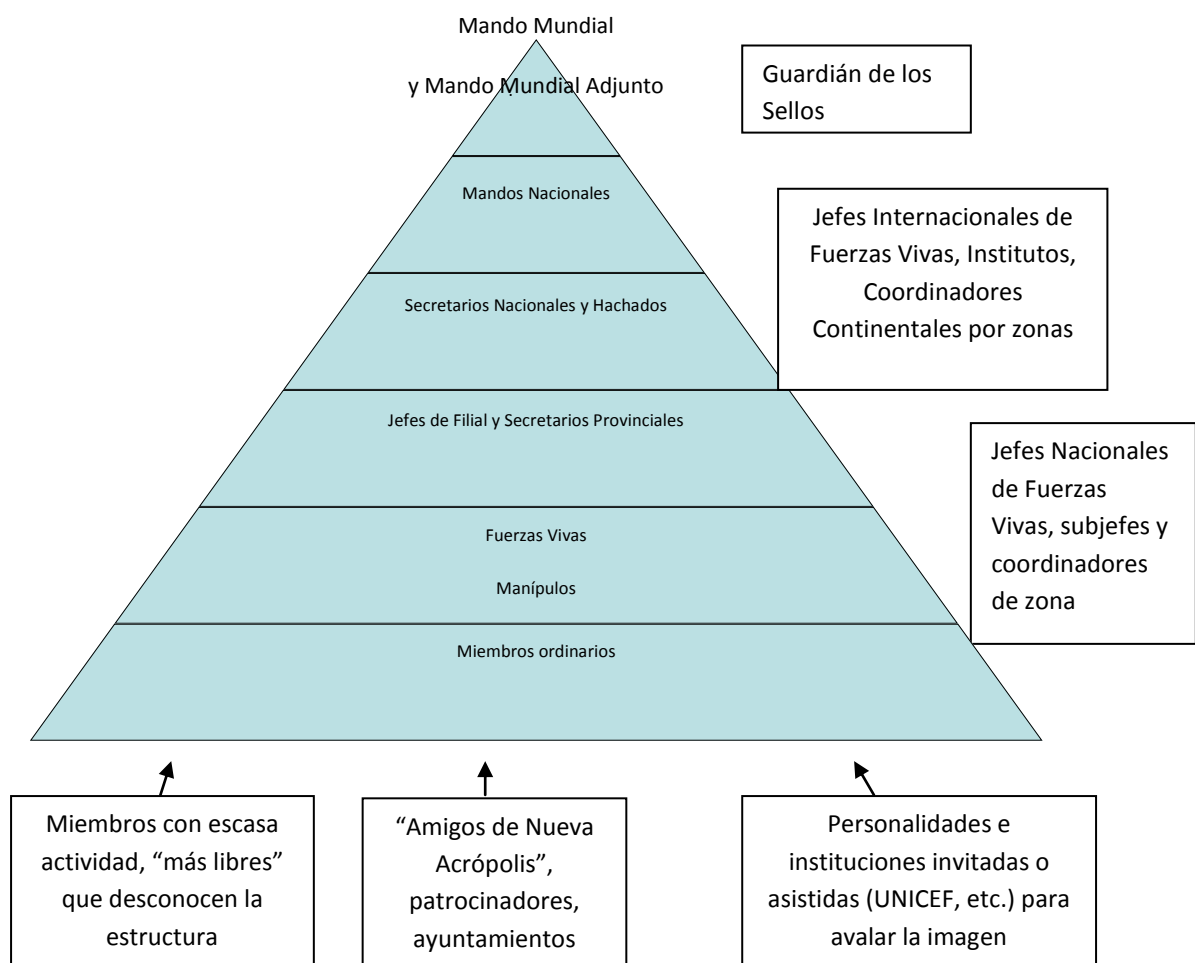 Mando Mundial
y Mando Mundial Adjunto
Guardián de los
Sellos
Mandos Nacionales
Jefes Internacionales de
Fuerzas Vivas, Institutos,
Coordinadores
Continentales por zonas
Secretarios Nacionales y Hachados
Jefes de Filial y Secretarios Provinciales
Jefes Nacionales
de Fuerzas
Vivas, subjefes y
coordinadores
de zona
Fuerzas Vivas
Manípulos
Miembros ordinarios
Miembros con escasa
actividad, “más libres”
que desconocen la
estructura
“Amigos de Nueva
Acrópolis”,
patrocinadores,
ayuntamientos
Personalidades e
instituciones invitadas o
asistidas (UNICEF, etc.) para
avalar la imagen